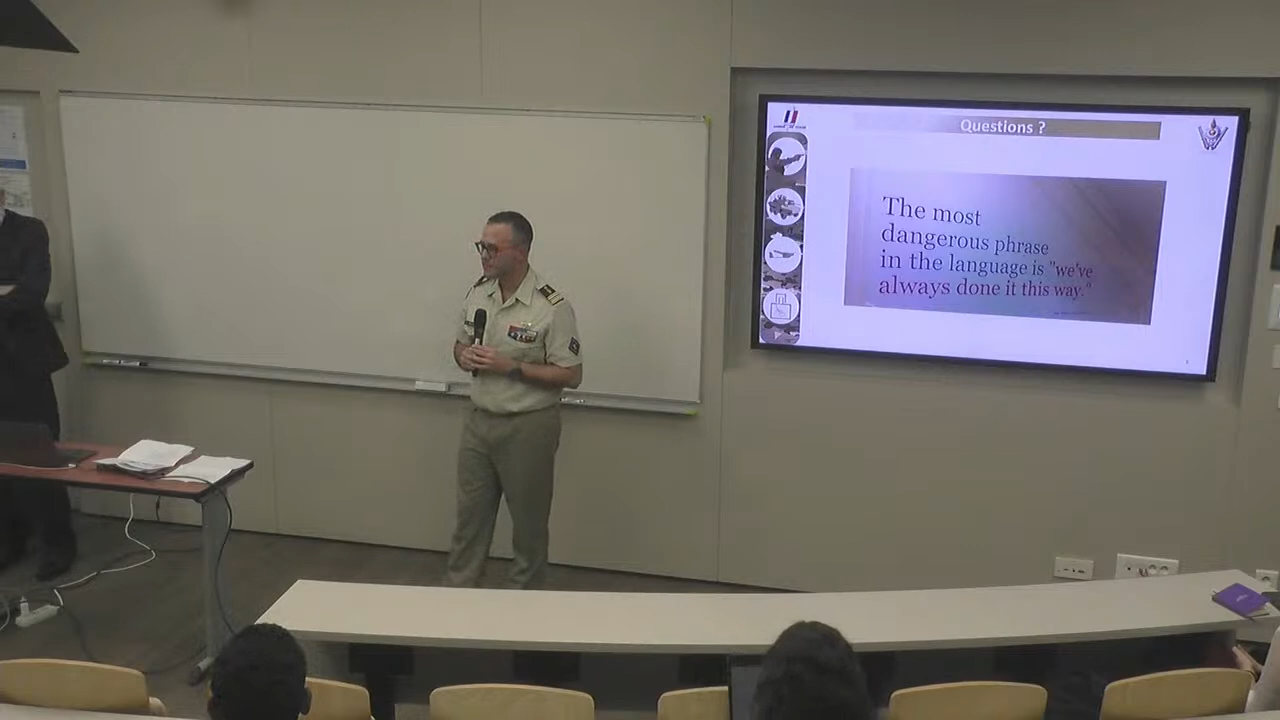 Questions ?
The most
dangerous phrase
in the language is "we've
always done it this way."